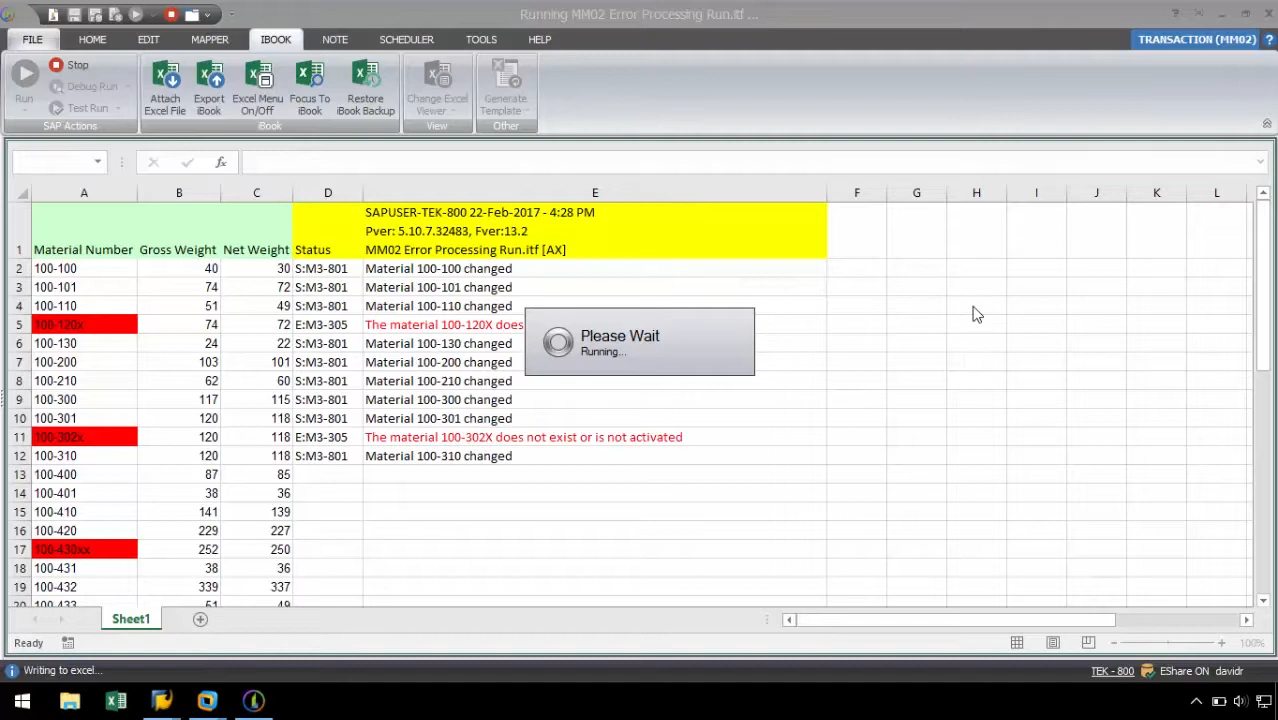 Running MM02 Error Processing Run.itf ...
FILE HOME EDIT MAPPER IBOOK NOTE SCHEDULER TOOLS HELP TRANSACTION (MM02) ?
Run
Stop
Debug Run
Test Run
Attach Excel File
Export iBook
Excel Menu On/Off
Focus To iBook
Restore iBook Backup
Change Excel Viewer
Generate Template
SAP Actions iBook View Other
fx
A B C D E F G H I J K L
SAPUSER-TEK-800 22-Feb-2017 - 4:28 PM
Pver: 5.10.7.32483, Fver:13.2
1 Material Number Gross Weight Net Weight Status MM02 Error Processing Run.itf [AX]
2 100-100 40 30 S:M3-801 Material 100-100 changed
3 100-101 74 72 S:M3-801 Material 100-101 changed
4 100-110 51 49 S:M3-801 Material 100-110 changed
5 100-120x 74 72 E:M3-305 The material 100-120X does
6 100-130 24 22 S:M3-801 Material 100-130 changed
7 100-200 103 101 S:M3-801 Material 100-200 changed
8 100-210 62 60 S:M3-801 Material 100-210 changed
9 100-300 117 115 S:M3-801 Material 100-300 changed
10 100-301 120 118 S:M3-801 Material 100-301 changed
11 100-302x 120 118 E:M3-305 The material 100-302X does not exist or is not activated
12 100-310 120 118 S:M3-801 Material 100-310 changed
13 100-400 87 85
14 100-401 38 36
15 100-410 141 139
16 100-420 229 227
17 100-430xx 252 250
18 100-431 38 36
19 100-432 339 337
20 100-433 51 49
Please Wait
Running...
Sheet1
Ready 100%
Writing to excel... TEK - 800 EShare ON davidr